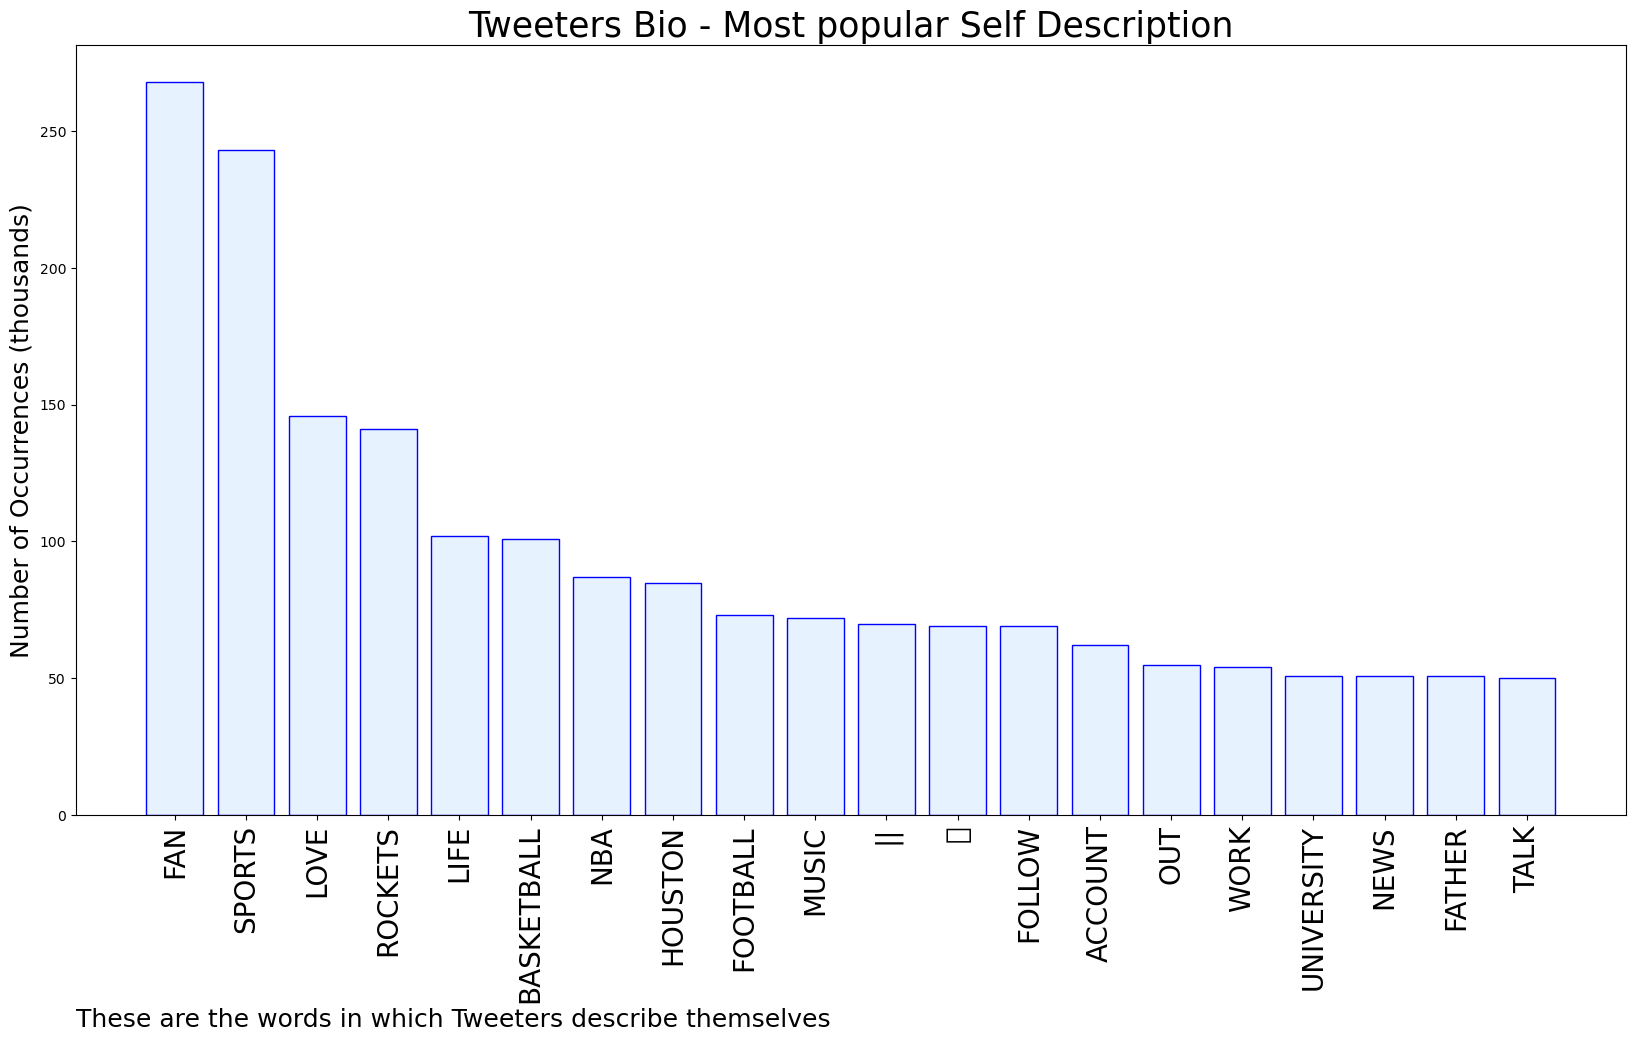 Tweeters Bio - Most popular Self Description
Number of Occurrences (thousands)
250
200
150
100
50
0
FAN
SPORTS
LOVE
ROCKETS
LIFE
BASKETBALL
NBA
HOUSTON
FOOTBALL
MUSIC
||
FOLLOW
ACCOUNT
OUT
WORK
UNIVERSITY
NEWS
FATHER
TALK
These are the words in which Tweeters describe themselves